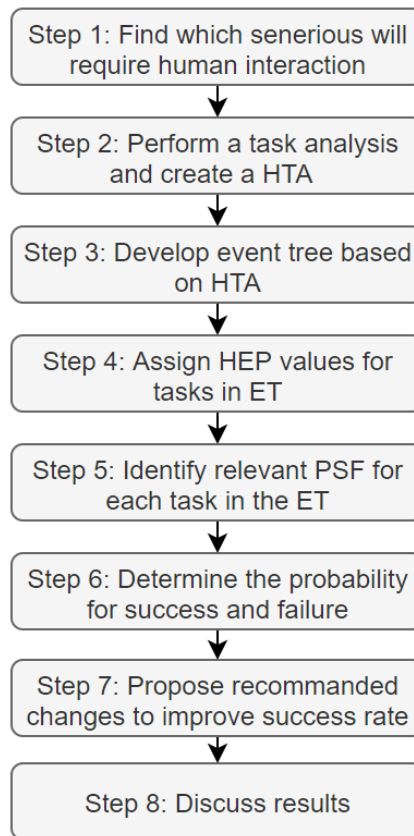 Step 1: Find which senerious will
require human interaction
Step 2: Perform a task analysis
and create a HTA
Step 3: Develop event tree based
on HTA
Step 4: Assign HEP values for
tasks in ET
Step 5: Identify relevant PSF for
each task in the ET
Step 6: Determine the probability
for success and failure
Step 7: Propose recommanded
changes to improve success rate
Step 8: Discuss results